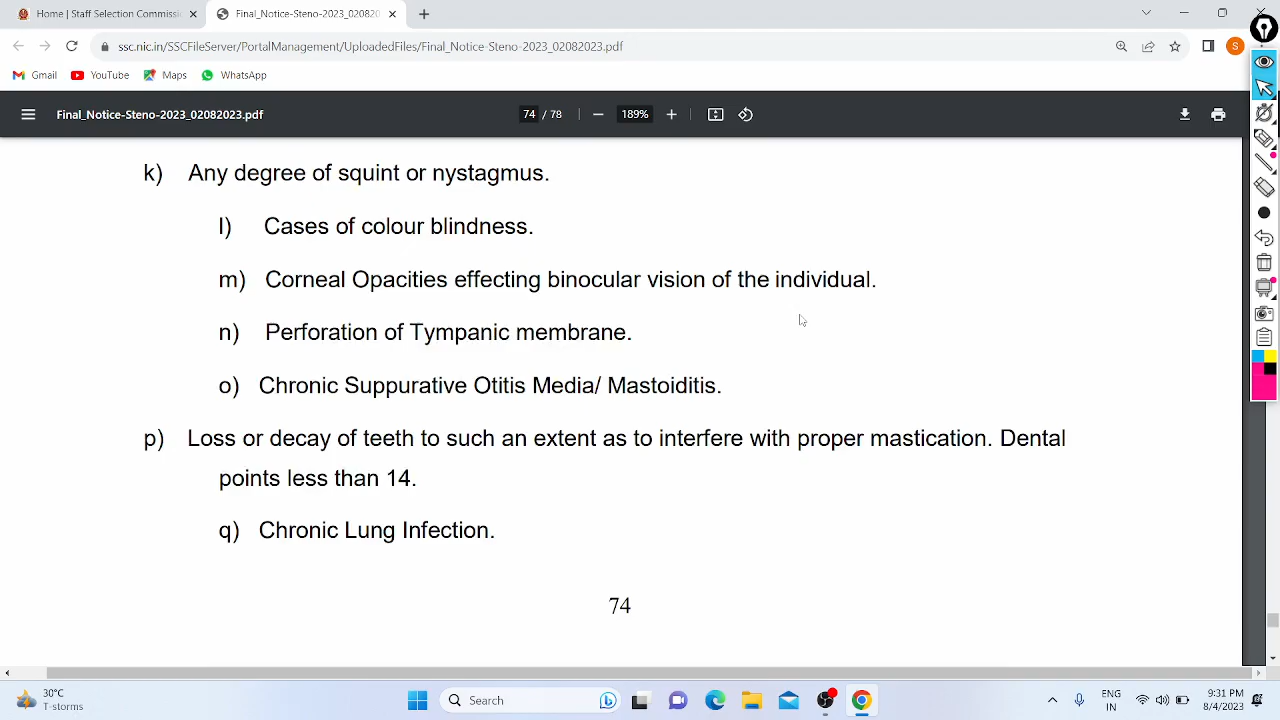 Home | Staff Selection Commissi
Final_Notice-Steno-2023_020820
ssc.nic.in/SSCFileServer/PortalManagement/UploadedFiles/Final_Notice-Steno-2023_02082023.pdf
S
Gmail YouTube Maps WhatsApp
Final_Notice-Steno-2023_02082023.pdf 74 / 78 189%
k) Any degree of squint or nystagmus.
l) Cases of colour blindness.
m) Corneal Opacities effecting binocular vision of the individual.
n) Perforation of Tympanic membrane.
o) Chronic Suppurative Otitis Media/ Mastoiditis.
p) Loss or decay of teeth to such an extent as to interfere with proper mastication. Dental
points less than 14.
q) Chronic Lung Infection.
74
30°C
T-storms
Search
ENG
IN
9:31 PM
8/4/2023